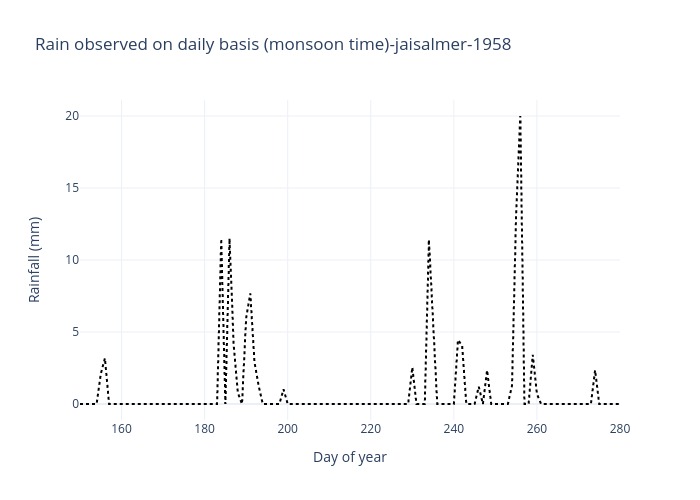 Rain observed on daily basis (monsoon time)-jaisalmer-1958
20
15
10
5
0
Rainfall (mm)
160 180 200 220 240 260 280
Day of year